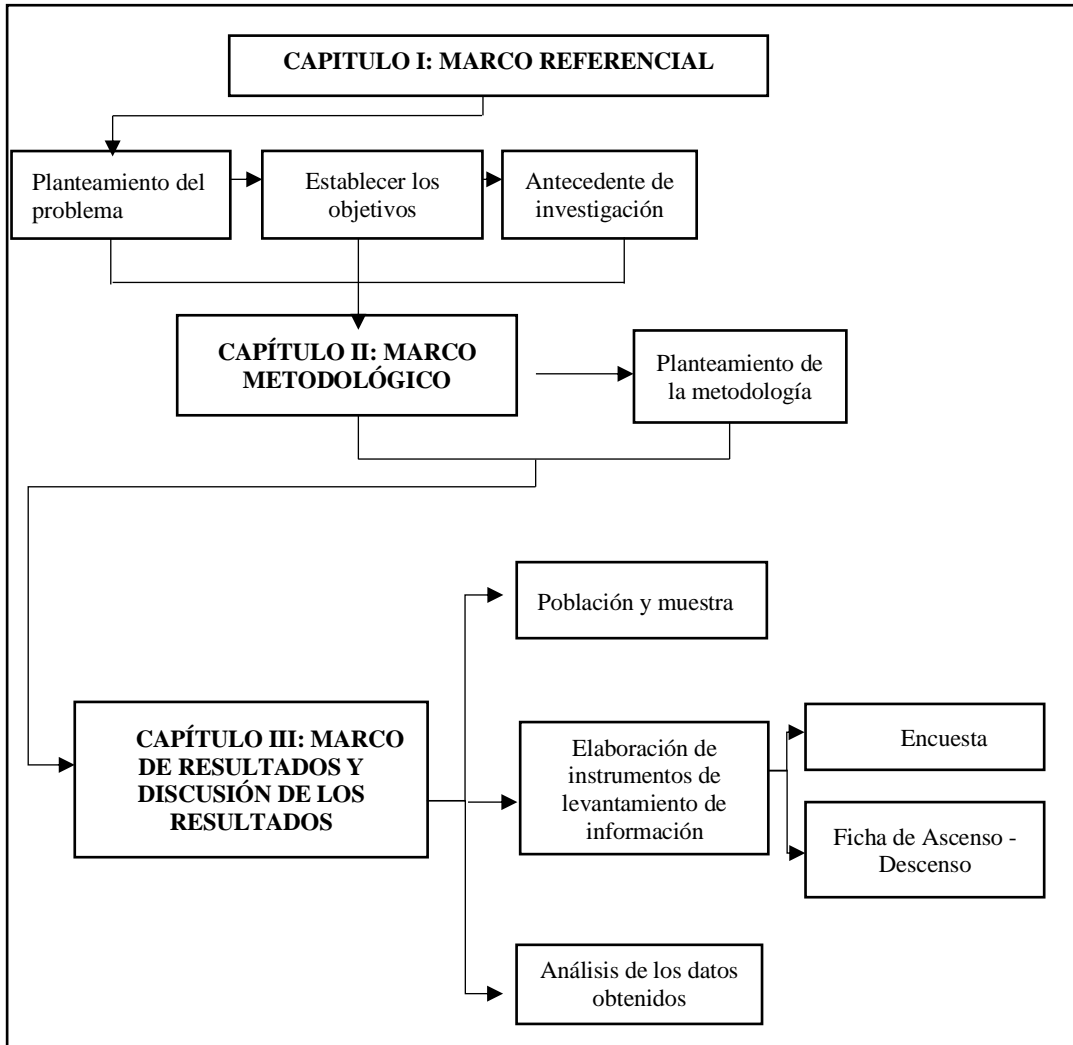 CAPITULO I: MARCO REFERENCIAL
Planteamiento del
problema
Establecer los
objetivos
Antecedente de
investigación
CAPÍTULO II: MARCO
METODOLÓGICO
Planteamiento de
la metodología
Población y muestra
CAPÍTULO III: MARCO
DE RESULTADOS Y
DISCUSIÓN DE LOS
RESULTADOS
Elaboración de
instrumentos de
levantamiento de
información
Encuesta
Ficha de Ascenso -
Descenso
Análisis de los datos
obtenidos